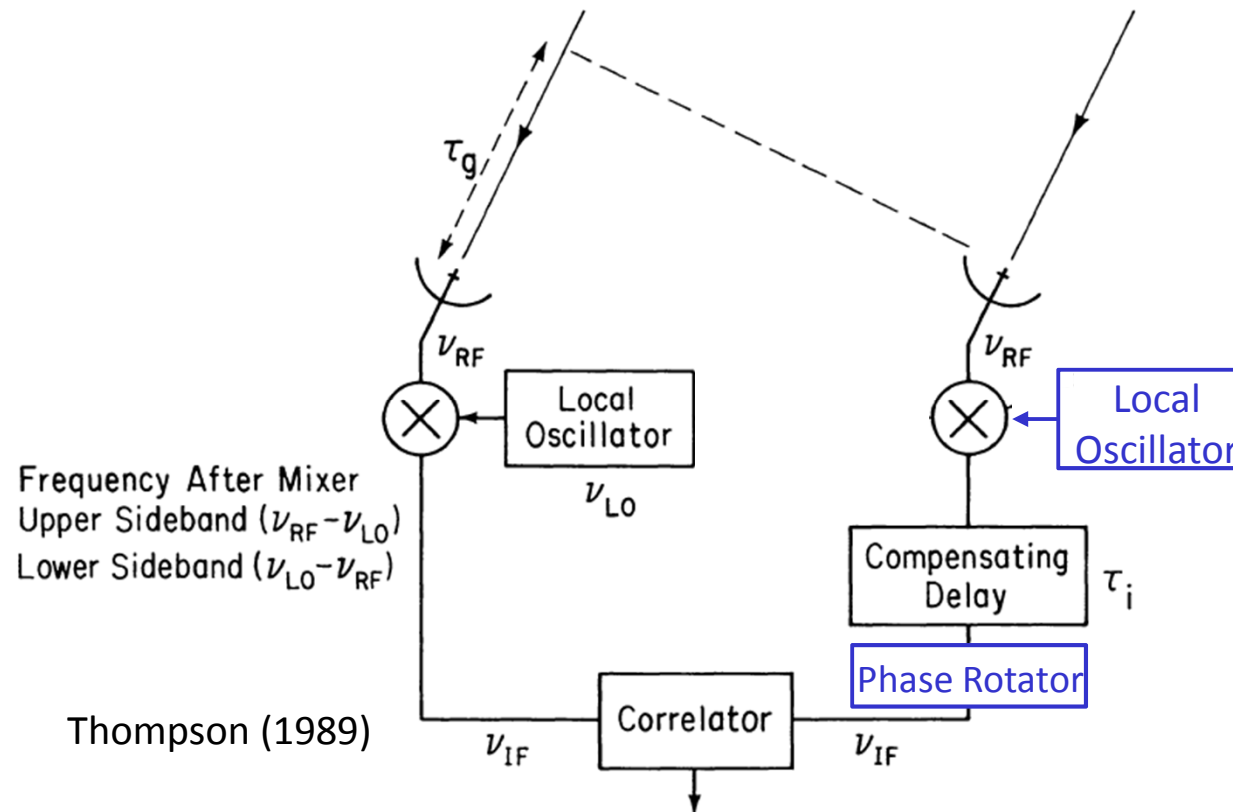 τg
νRF
νRF
Local
Oscillator
νLO
Local
Oscillator
Frequency After Mixer
Upper Sideband (νRF−νLO)
Lower Sideband (νLO−νRF)
Compensating
Delay
τi
Phase Rotator
Correlator
Thompson (1989)
νIF
νIF